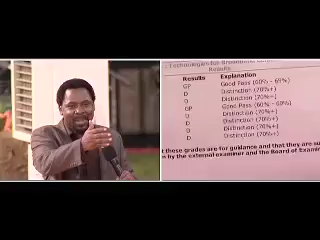 Results
Results Explanation
GP Good Pass (60% - 69%)
D Distinction (70%+)
D Distinction (70%+)
GP Good Pass (60% - 69%)
D Distinction (70%+)
D Distinction (70%+)
D Distinction (70%+)
D Distinction (70%+)
these grades are for guidance and that they are
by the external examiner and the Board of